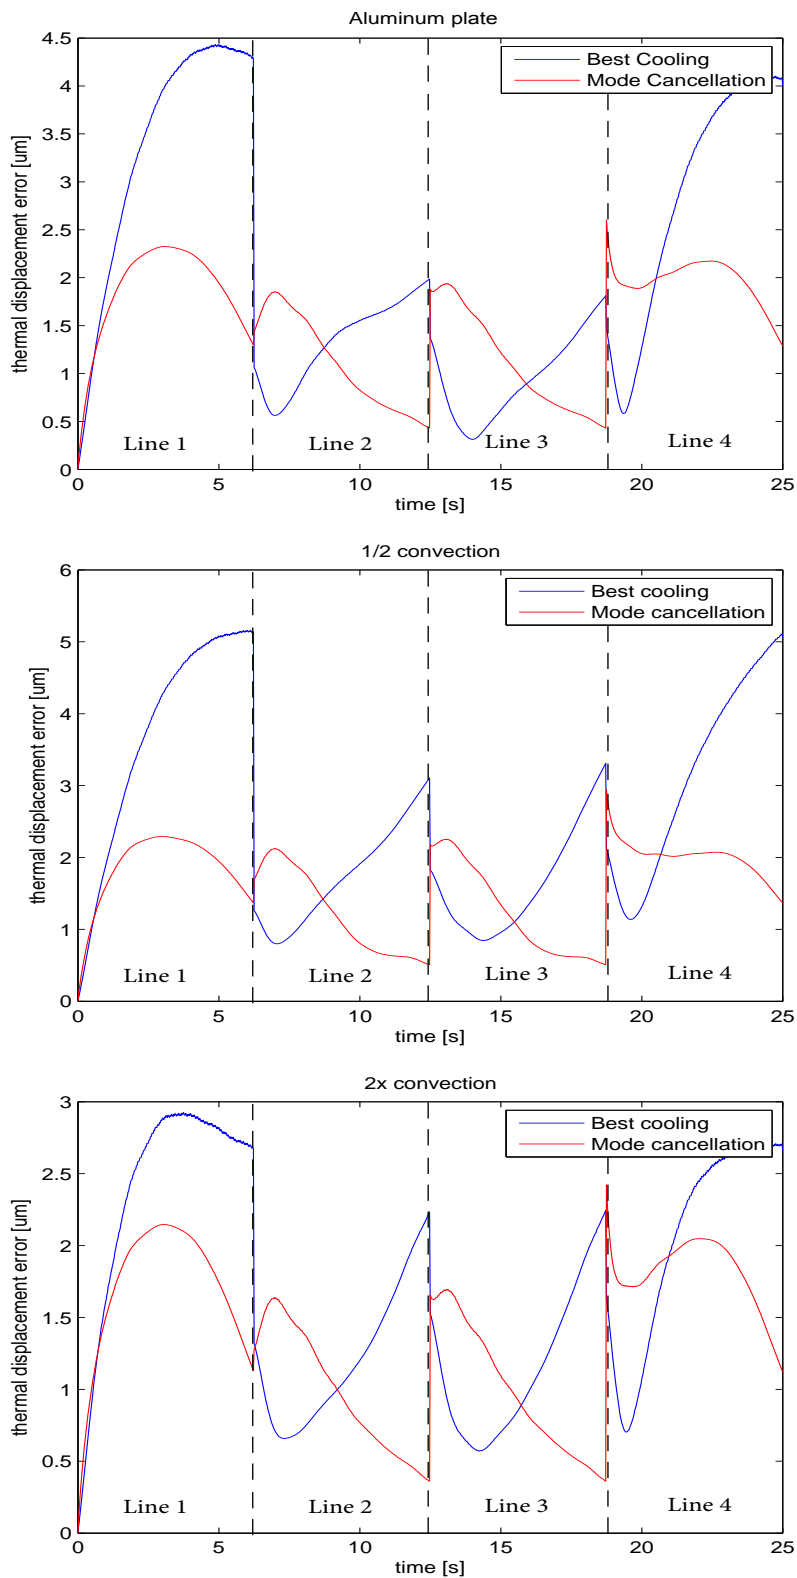 Aluminum plate
thermal displacement error [um]
4.5
4
3.5
3
2.5
2
1.5
1
0.5
0
Best Cooling
Mode Cancellation
Line 1
Line 2
Line 3
Line 4
0 5 10 15 20 25
time [s]
1/2 convection
thermal displacement error [um]
6
5
4
3
2
1
0
Best cooling
Mode cancellation
Line 1
Line 2
Line 3
Line 4
0 5 10 15 20 25
time [s]
2x convection
thermal displacement error [um]
3
2.5
2
1.5
1
0.5
0
Best cooling
Mode cancellation
Line 1
Line 2
Line 3
Line 4
0 5 10 15 20 25
time [s]